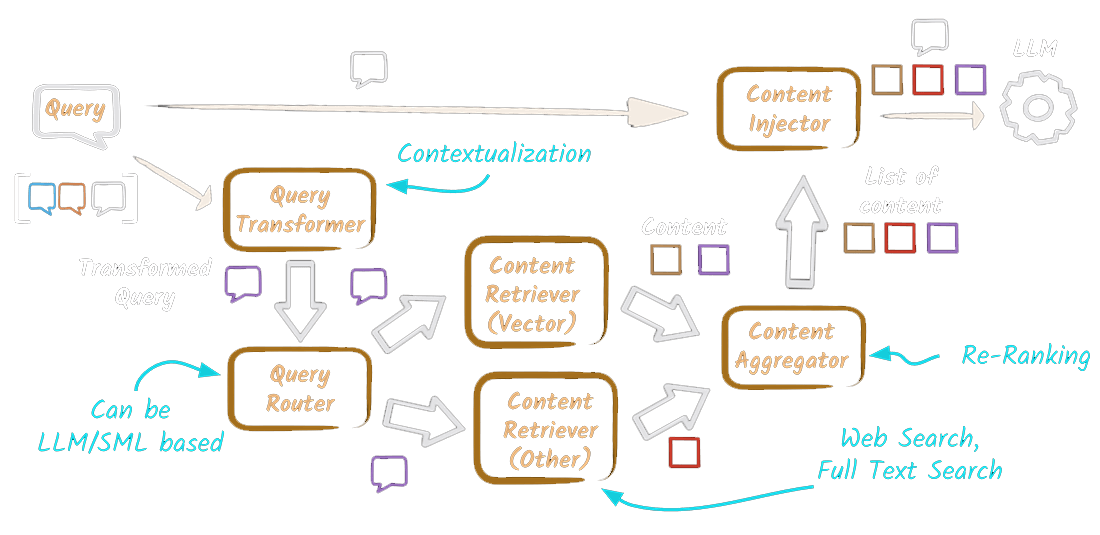 LLM
Query
Content
Injector
Contextualization
Query
Transformer
List of
content
Content
Transformed
Query
Content
Retriever
(Vector)
Content
Aggregator
Re-Ranking
Query
Router
Can be
LLM/SML based
Content
Retriever
(Other)
Web Search,
Full Text Search